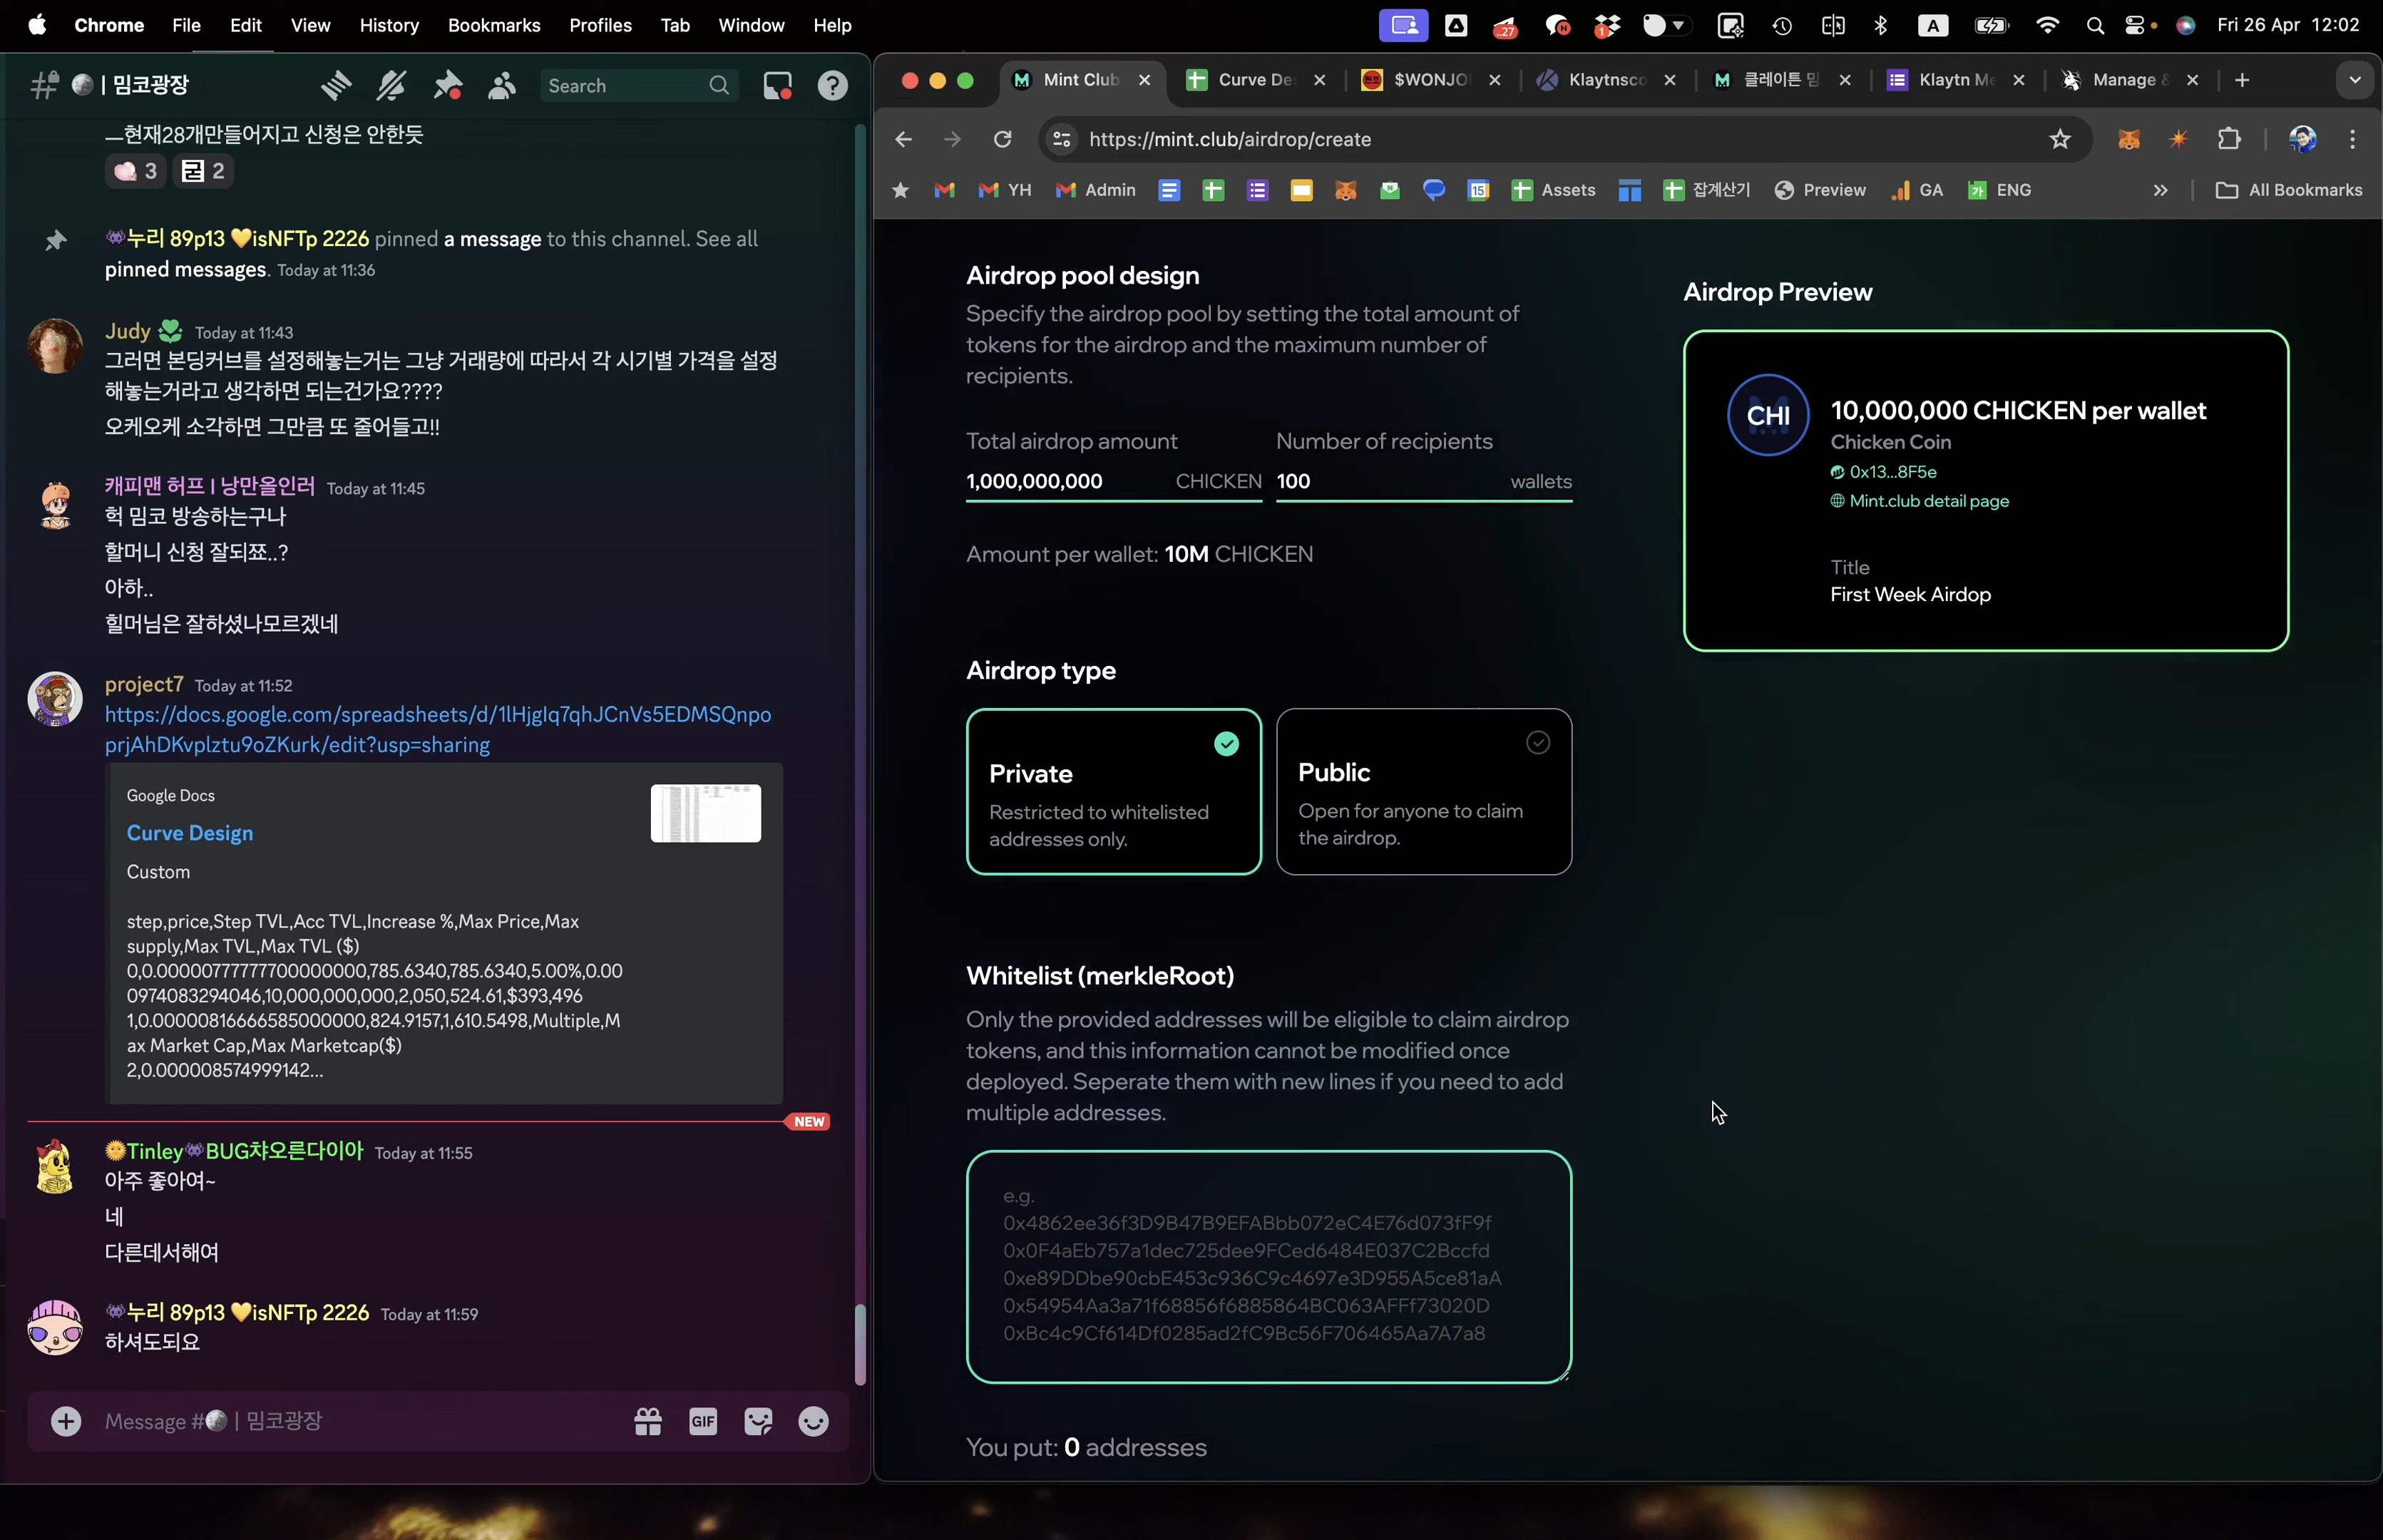 Chrome File Edit View History Bookmarks Profiles Tab Window Help
..27
N
1
A
Fri 26 Apr 12:02
| 밈코광장
Search
ㅡ현재28개만들어지고 신청은 안한듯
3
굳 2
누리 89p13 💛isNFTp 2226 pinned a message to this channel. See all
pinned messages. Today at 11:36
Judy Today at 11:43
그러면 본딩커브를 설정해놓는거는 그냥 거래량에 따라서 각 시기별 가격을 설정
해놓는거라고 생각하면 되는건가요????
오케오케 소각하면 그만큼 또 줄어들고!!
캐피맨 허프 | 낭만올인러 Today at 11:45
헉 밈코 방송하는구나
할머니 신청 잘되쬬..?
아하..
힐머님은 잘하셨나모르겠네
project7 Today at 11:52
https://docs.google.com/spreadsheets/d/1lHjglq7qhJCnVs5EDMSQnpo
prjAhDKvplztu9oZKurk/edit?usp=sharing
Google Docs
Curve Design
Custom
step,price,Step TVL,Acc TVL,Increase %,Max Price,Max
supply,Max TVL,Max TVL ($)
0,0.00000777777700000000,785.6340,785.6340,5.00%,0.00
0974083294046,10,000,000,000,2,050,524.61,$393,496
1,0.00000816666585000000,824.9157,1,610.5498,Multiple,M
ax Market Cap,Max Marketcap($)
2,0.000008574999142...
NEW
Tinley👾BUG챠오른다이아 Today at 11:55
아주 좋아여~
네
다른데서해여
누리 89p13 💛isNFTp 2226 Today at 11:59
하셔도되요
Message # | 밈코광장
GIF
Mint Club
Curve De
$WONJO
Klaytnsco
클레이튼 밈
Klaytn Me
Manage &
https://mint.club/airdrop/create
YH
Admin
15
Assets
잡계산기
Preview
GA
ENG
All Bookmarks
Airdrop pool design
Specify the airdrop pool by setting the total amount of
tokens for the airdrop and the maximum number of
recipients.
Total airdrop amount Number of recipients
1,000,000,000 CHICKEN 100 wallets
Amount per wallet: 10M CHICKEN
Airdrop type
Private
Restricted to whitelisted
addresses only.
Public
Open for anyone to claim
the airdrop.
Whitelist (merkleRoot)
Only the provided addresses will be eligible to claim airdrop
tokens, and this information cannot be modified once
deployed. Seperate them with new lines if you need to add
multiple addresses.
e.g.
0x4862ee36f3D9B47B9EFABbb072eC4E76d073fF9f
0x0F4aEb757a1dec725dee9FCed6484E037C2Bccfd
0xe89DDbe90cbE453c936C9c4697e3D955A5ce81aA
0x54954Aa3a71f68856f6885864BC063AFFf73020D
0xBc4c9Cf614Df0285ad2fC9Bc56F706465Aa7A7a8
You put: 0 addresses
Airdrop Preview
CHI
10,000,000 CHICKEN per wallet
Chicken Coin
0x13...8F5e
Mint.club detail page
Title
First Week Airdop